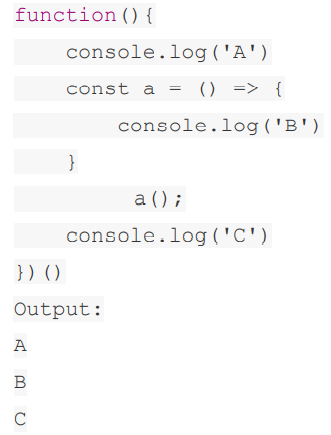 function(){
console.log('A')
const a = () => {
console.log('B')
}
a();
console.log('C')
})()
Output:
A
B
C